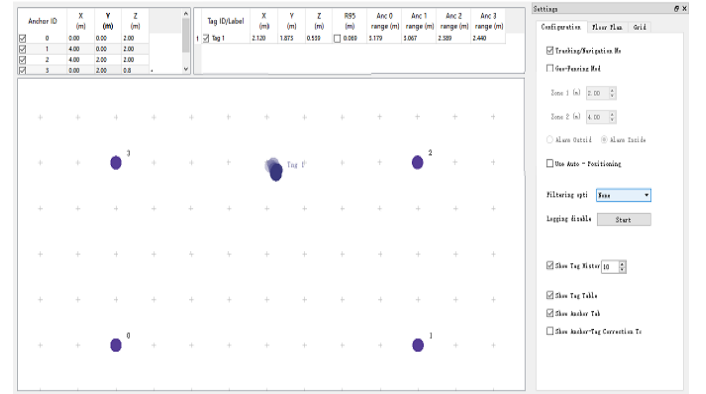 Anchor ID X (m) Y (m) Z (m)
0 0.00 0.00 2.00
1 4.00 0.00 2.00
2 4.00 2.00 2.00
3 0.00 2.00 0.8
Tag ID/Label X (m) Y (m) Z (m) R95 (m) Anc 0 range (m) Anc 1 range (m) Anc 2 range (m) Anc 3 range (m)
1 Tag 1 2.120 1.873 0.539 0.069 3.179 3.067 2.389 2.440
3
2
Tag 1
0
1
Settings
Configuration Floor Plan Grid
Tracking/Navigation Mo
Geo-Fencing Mod
Zone 1 (m) 2.00
Zone 2 (m) 4.00
Alarm Outsid Alarm Inside
Use Auto - Positioning
Filtering opti None
Logging disable Start
Show Tag Histor 10
Show Tag Table
Show Anchor Tab
Show Anchor-Tag Correction Ta